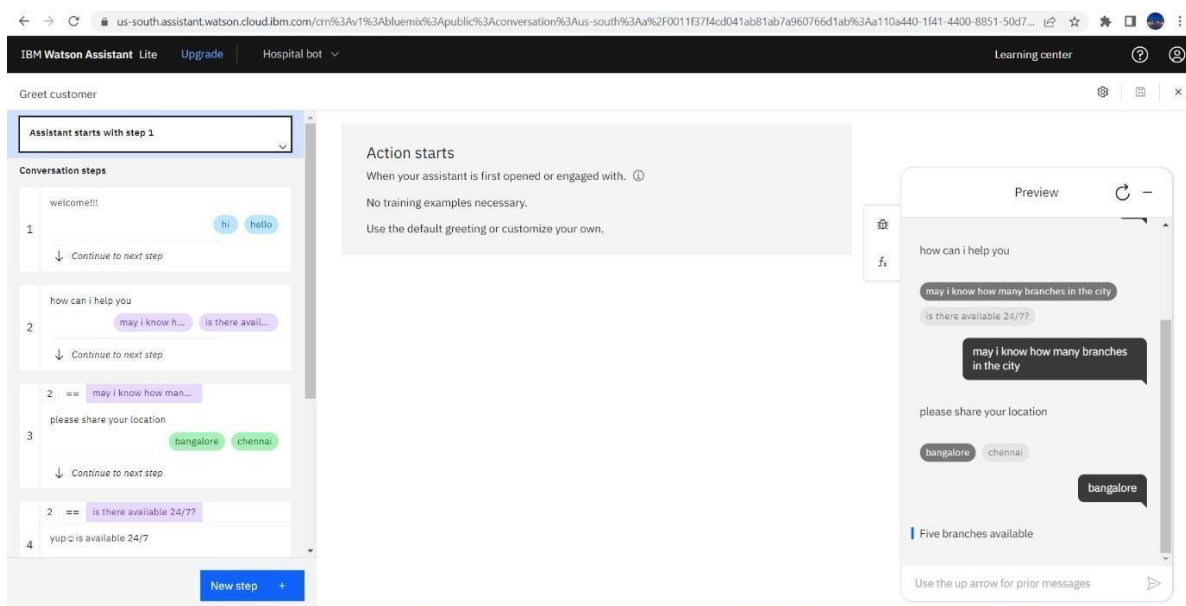 us-south.assistant.watson.cloud.ibm.com/crn%3Av1%3Abluemix%3Apublic%3Aconversation%3Aus-south%3Aa%2F0011f37f4cd041ab81ab7a960766d1ab%3Aa110a440-1f41-4400-8851-50d7...
IBM Watson Assistant Lite Upgrade Hospital bot Learning center
Greet customer
Assistant starts with step 1
Conversation steps
1
welcome!!!
hi hello
Continue to next step
2
how can i help you
may i know h... is there avail...
Continue to next step
3
2 == may i know how man...
please share your location
bangalore chennai
Continue to next step
4
2 == is there available 24/7?
yup☺is available 24/7
New step +
Action starts
When your assistant is first opened or engaged with.
No training examples necessary.
Use the default greeting or customize your own.
fx
Preview
how can i help you
may i know how many branches in the city
is there available 24/7?
may i know how many branches
in the city
please share your location
bangalore chennai
bangalore
Five branches available
Use the up arrow for prior messages